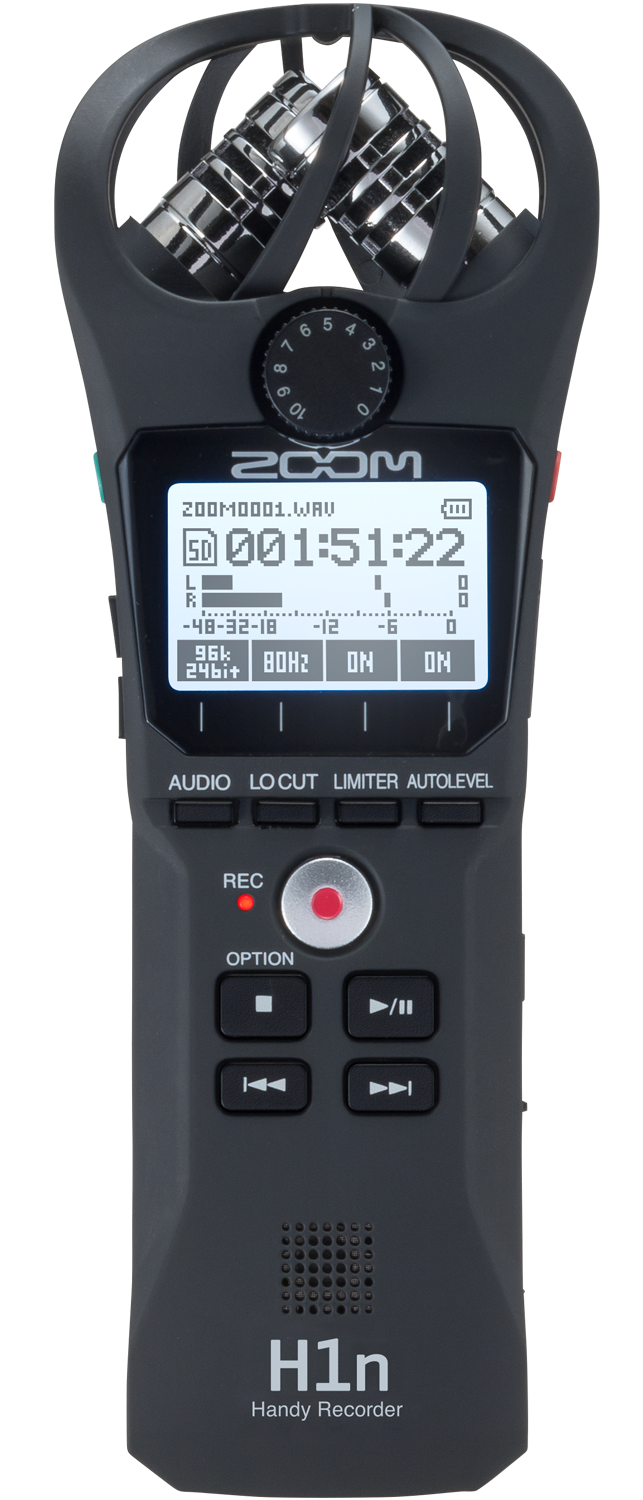 10 9 8 7 6 5 4 3 2 1 0
ZOOM
ZOOM0001.WAV
SD 001:51:22
L 0
R 0
-48-32-18 -12 -6 0
96k 80Hz ON ON
24bit
AUDIO LO CUT LIMITER AUTOLEVEL
REC
OPTION
H1n
Handy Recorder